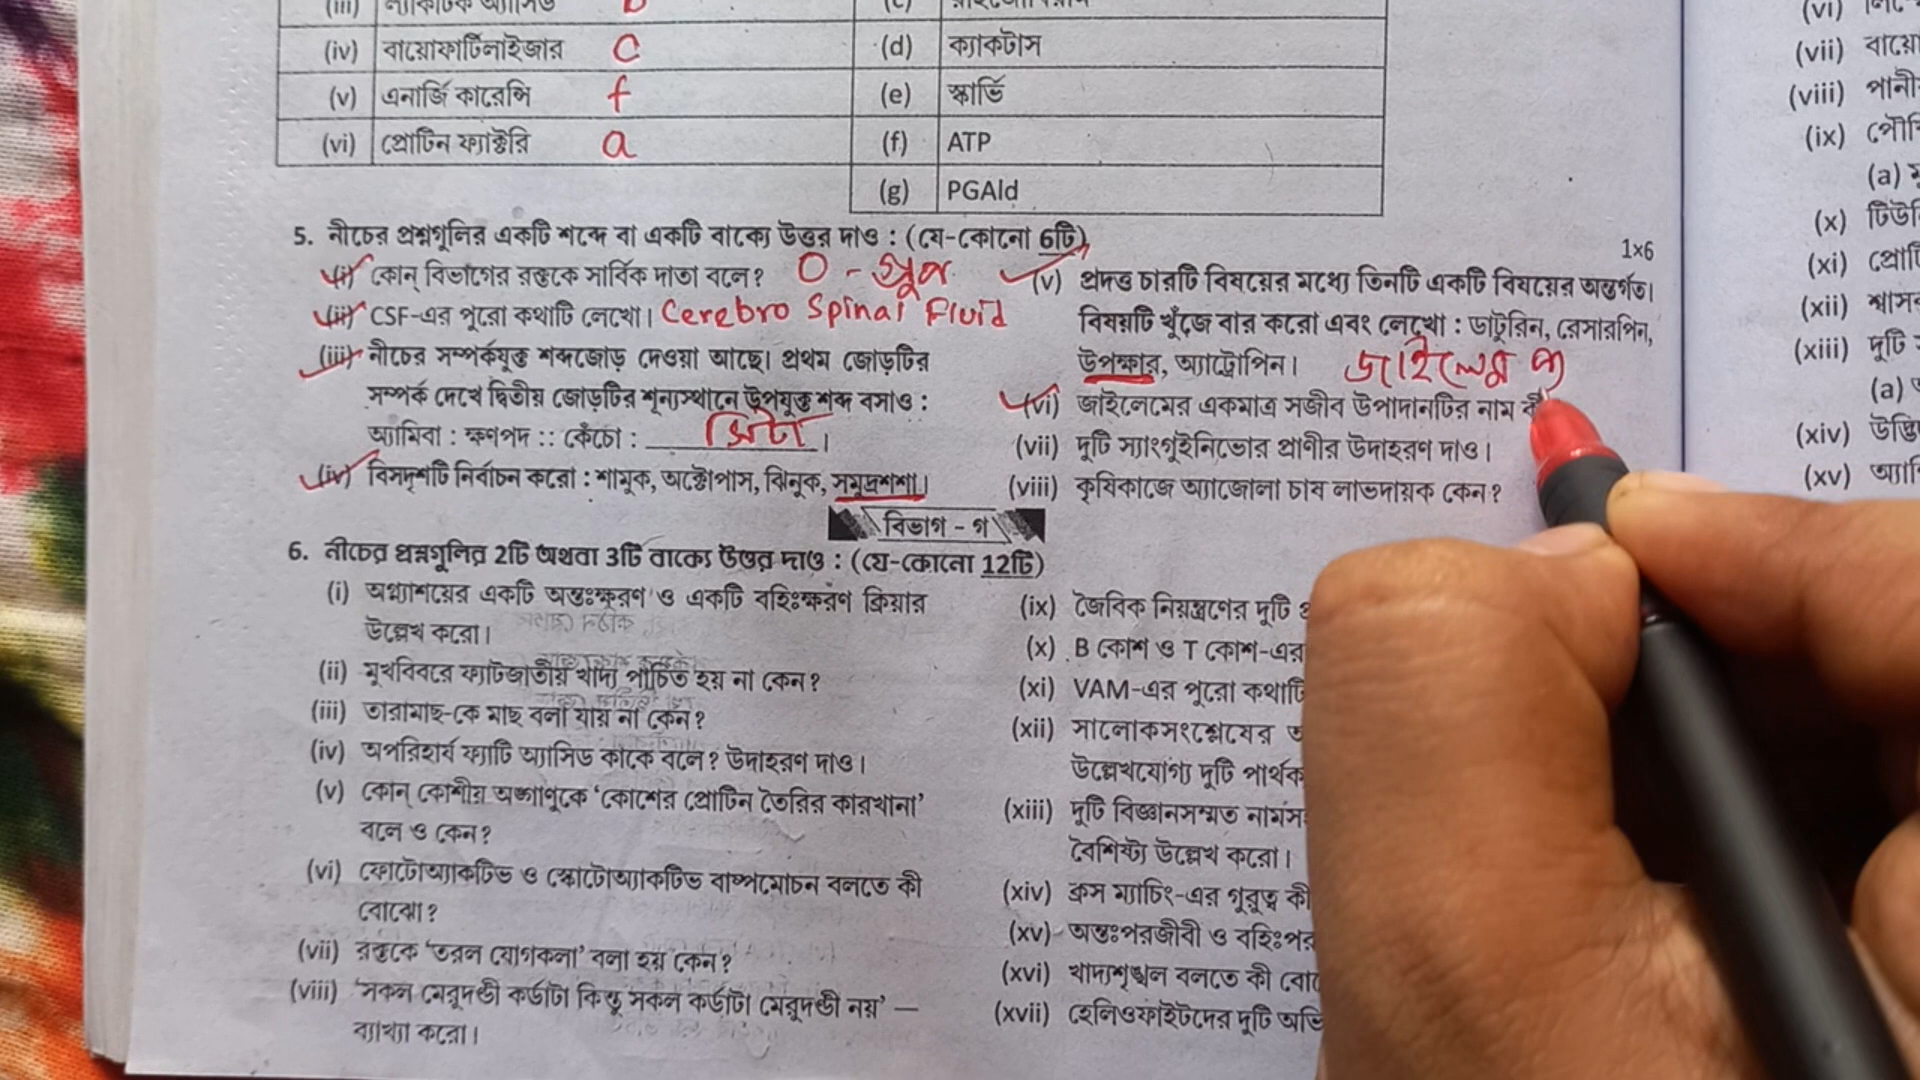 (iii) ল্যাকটিক অ্যাসিড b (c)
(iv) বায়োফার্টিলাইজার c (d) ক্যাকটাস
(v) এনার্জি কারেন্সি f (e) স্কার্ভি
(vi) প্রোটিন ফ্যাক্টরি a (f) ATP
(g) PGAld
5. নীচের প্রশ্নগুলির একটি শব্দে বা একটি বাক্যে উত্তর দাও : (যে-কোনো 6টি)
1×6
(i) কোন্ বিভাগের রক্তকে সার্বিক দাতা বলে? O - গ্রুপ
(ii) CSF-এর পুরো কথাটি লেখো। Cerebro Spinal Fluid
(iii) নীচের সম্পর্কযুক্ত শব্দজোড় দেওয়া আছে। প্রথম জোড়টির
সম্পর্ক দেখে দ্বিতীয় জোড়টির শূন্যস্থানে উপযুক্ত শব্দ বসাও :
অ্যামিবা : ক্ষণপদ :: কেঁচো : সিটা।
(iv) বিসদৃশটি নির্বাচন করো : শামুক, অক্টোপাস, ঝিনুক, সমুদ্রশশা।
(v) প্রদত্ত চারটি বিষয়ের মধ্যে তিনটি একটি বিষয়ের অন্তর্গত।
বিষয়টি খুঁজে বার করো এবং লেখো : ডাটুরিন, রেসারপিন,
উপক্ষার, অ্যাট্রোপিন। জাইলেম প্যা
(vi) জাইলেমের একমাত্র সজীব উপাদানটির নাম
(vii) দুটি স্যাংগুইনিভোর প্রাণীর উদাহরণ দাও।
(viii) কৃষিকাজে অ্যাজোলা চাষ লাভদায়ক কেন?
বিভাগ - গ
6. নীচের প্রশ্নগুলির 2টি অথবা 3টি বাক্যে উত্তর দাও : (যে-কোনো 12টি)
(i) অগ্ন্যাশয়ের একটি অন্তঃক্ষরণ ও একটি বহিঃক্ষরণ ক্রিয়ার
উল্লেখ করো।
(ii) মুখবিবরে ফ্যাটজাতীয় খাদ্য পাচিত হয় না কেন?
(iii) তারামাছ-কে মাছ বলা যায় না কেন?
(iv) অপরিহার্য ফ্যাটি অ্যাসিড কাকে বলে? উদাহরণ দাও।
(v) কোন্ কোশীয় অঙ্গাণুকে ‘কোশের প্রোটিন তৈরির কারখানা’
বলে ও কেন?
(vi) ফোটোঅ্যাকটিভ ও স্কোটোঅ্যাকটিভ বাষ্পমোচন বলতে কী
বোঝো?
(vii) রক্তকে ‘তরল যোগকলা’ বলা হয় কেন?
(viii) ‘সকল মেরুদণ্ডী কর্ডাটা কিন্তু সকল কর্ডাটা মেরুদণ্ডী নয়’ —
ব্যাখ্যা করো।
(ix) জৈবিক নিয়ন্ত্রণের দুটি
(x) B কোশ ও T কোশ-এর
(xi) VAM-এর পুরো কথাটি
(xii) সালোকসংশ্লেষের
উল্লেখযোগ্য দুটি পার্থক
(xiii) দুটি বিজ্ঞানসম্মত নামস
বৈশিষ্ট্য উল্লেখ করো।
(xiv) ক্রস ম্যাচিং-এর গুরুত্ব কী
(xv) অন্তঃপরজীবী ও বহিঃপর
(xvi) খাদ্যশৃঙ্খল বলতে কী বো
(xvii) হেলিওফাইটদের দুটি অভি
(vi)
(vii) বায়ো
(viii) পানী
(ix) পৌষ্টি
(a)
(x) টিউ
(xi) প্রোটি
(xii) শ্বাস
(xiii) দুটি
(a)
(xiv) উদ্ভি
(xv) অ্যা